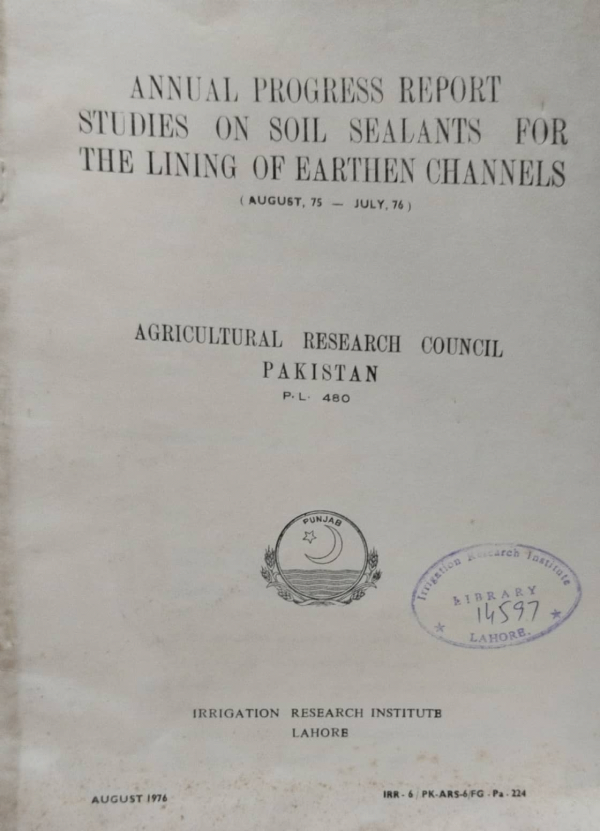 ANNUAL PROGRESS REPORT
STUDIES ON SOIL SEALANTS FOR
THE LINING OF EARTHEN CHANNELS
( AUGUST, 75 — JULY, 76 )
AGRICULTURAL RESEARCH COUNCIL
PAKISTAN
P. L. 480
PUNJAB
Irrigation Research Institute
LIBRARY
14597
LAHORE.
IRRIGATION RESEARCH INSTITUTE
LAHORE
AUGUST 1976
IRR - 6 / PK-ARS-6/FG - Pa - 224